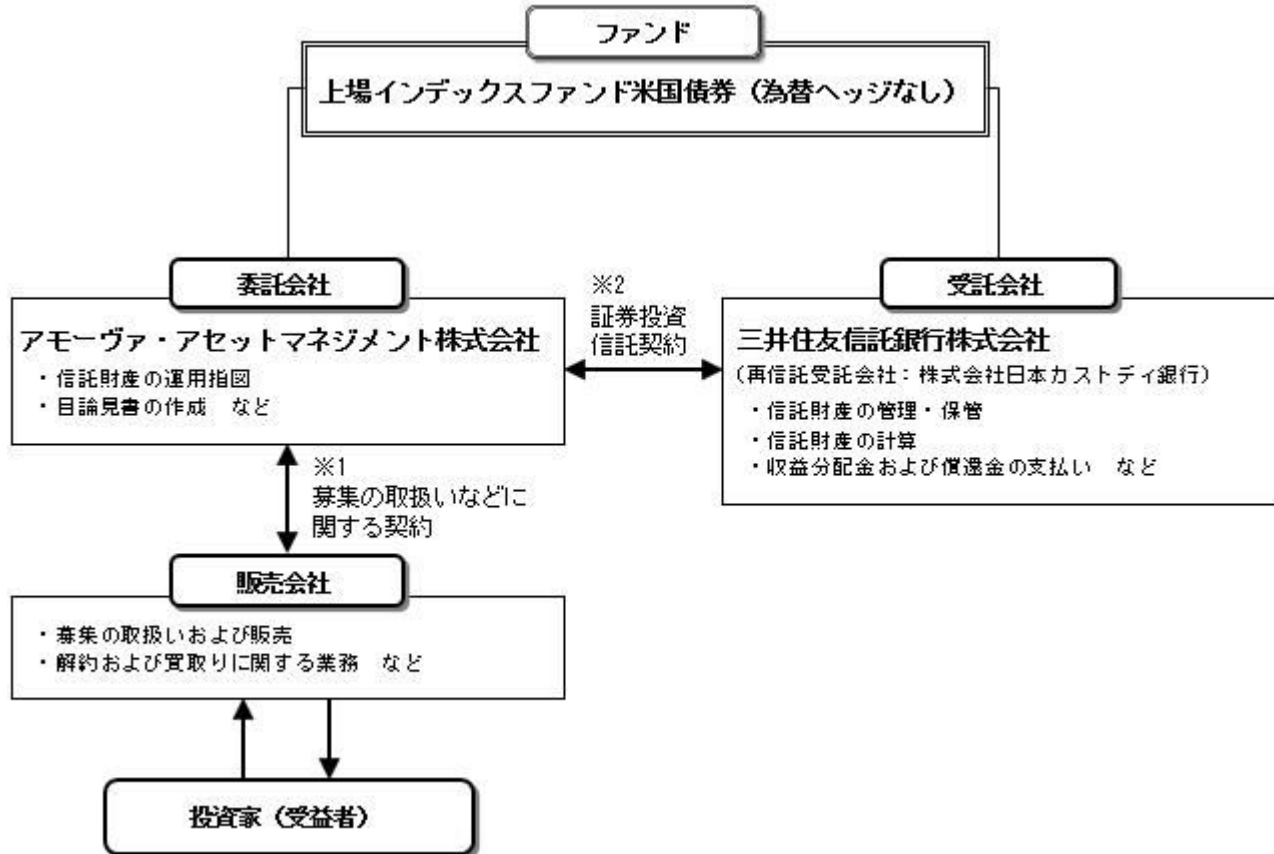 ファンド
上場インデックスファンド米国債券（為替ヘッジなし）
委託会社
アモーヴァ・アセットマネジメント株式会社
・信託財産の運用指図
・目論見書の作成　など
※2
証券投資
信託契約
受託会社
三井住友信託銀行株式会社
（再信託受託会社：株式会社日本カストディ銀行）
・信託財産の管理・保管
・信託財産の計算
・収益分配金および償還金の支払い　など
※1
募集の取扱いなどに
関する契約
販売会社
・募集の取扱いおよび販売
・解約および買取りに関する業務　など
投資家（受益者）